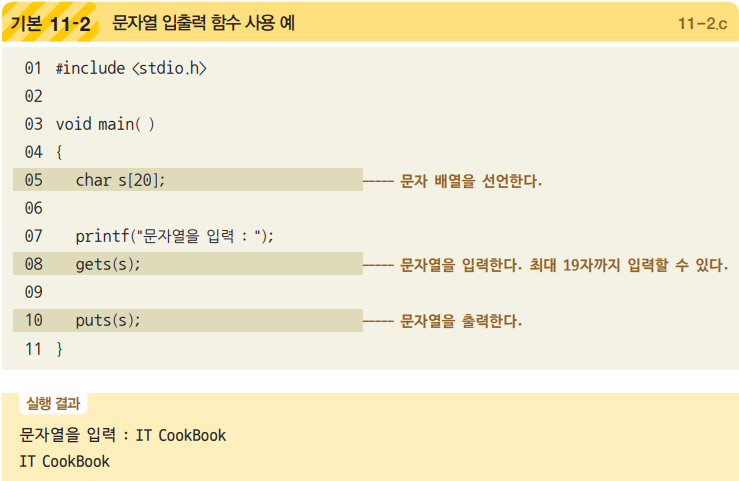 기본 11-2 문자열 입출력 함수 사용 예 11-2.c
01 #include <stdio.h>
02
03 void main( )
04 {
05 char s[20]; ----- 문자 배열을 선언한다.
06
07 printf("문자열을 입력 : ");
08 gets(s); ----- 문자열을 입력한다. 최대 19자까지 입력할 수 있다.
09
10 puts(s); ----- 문자열을 출력한다.
11 }
실행 결과
문자열을 입력 : IT CookBook
IT CookBook